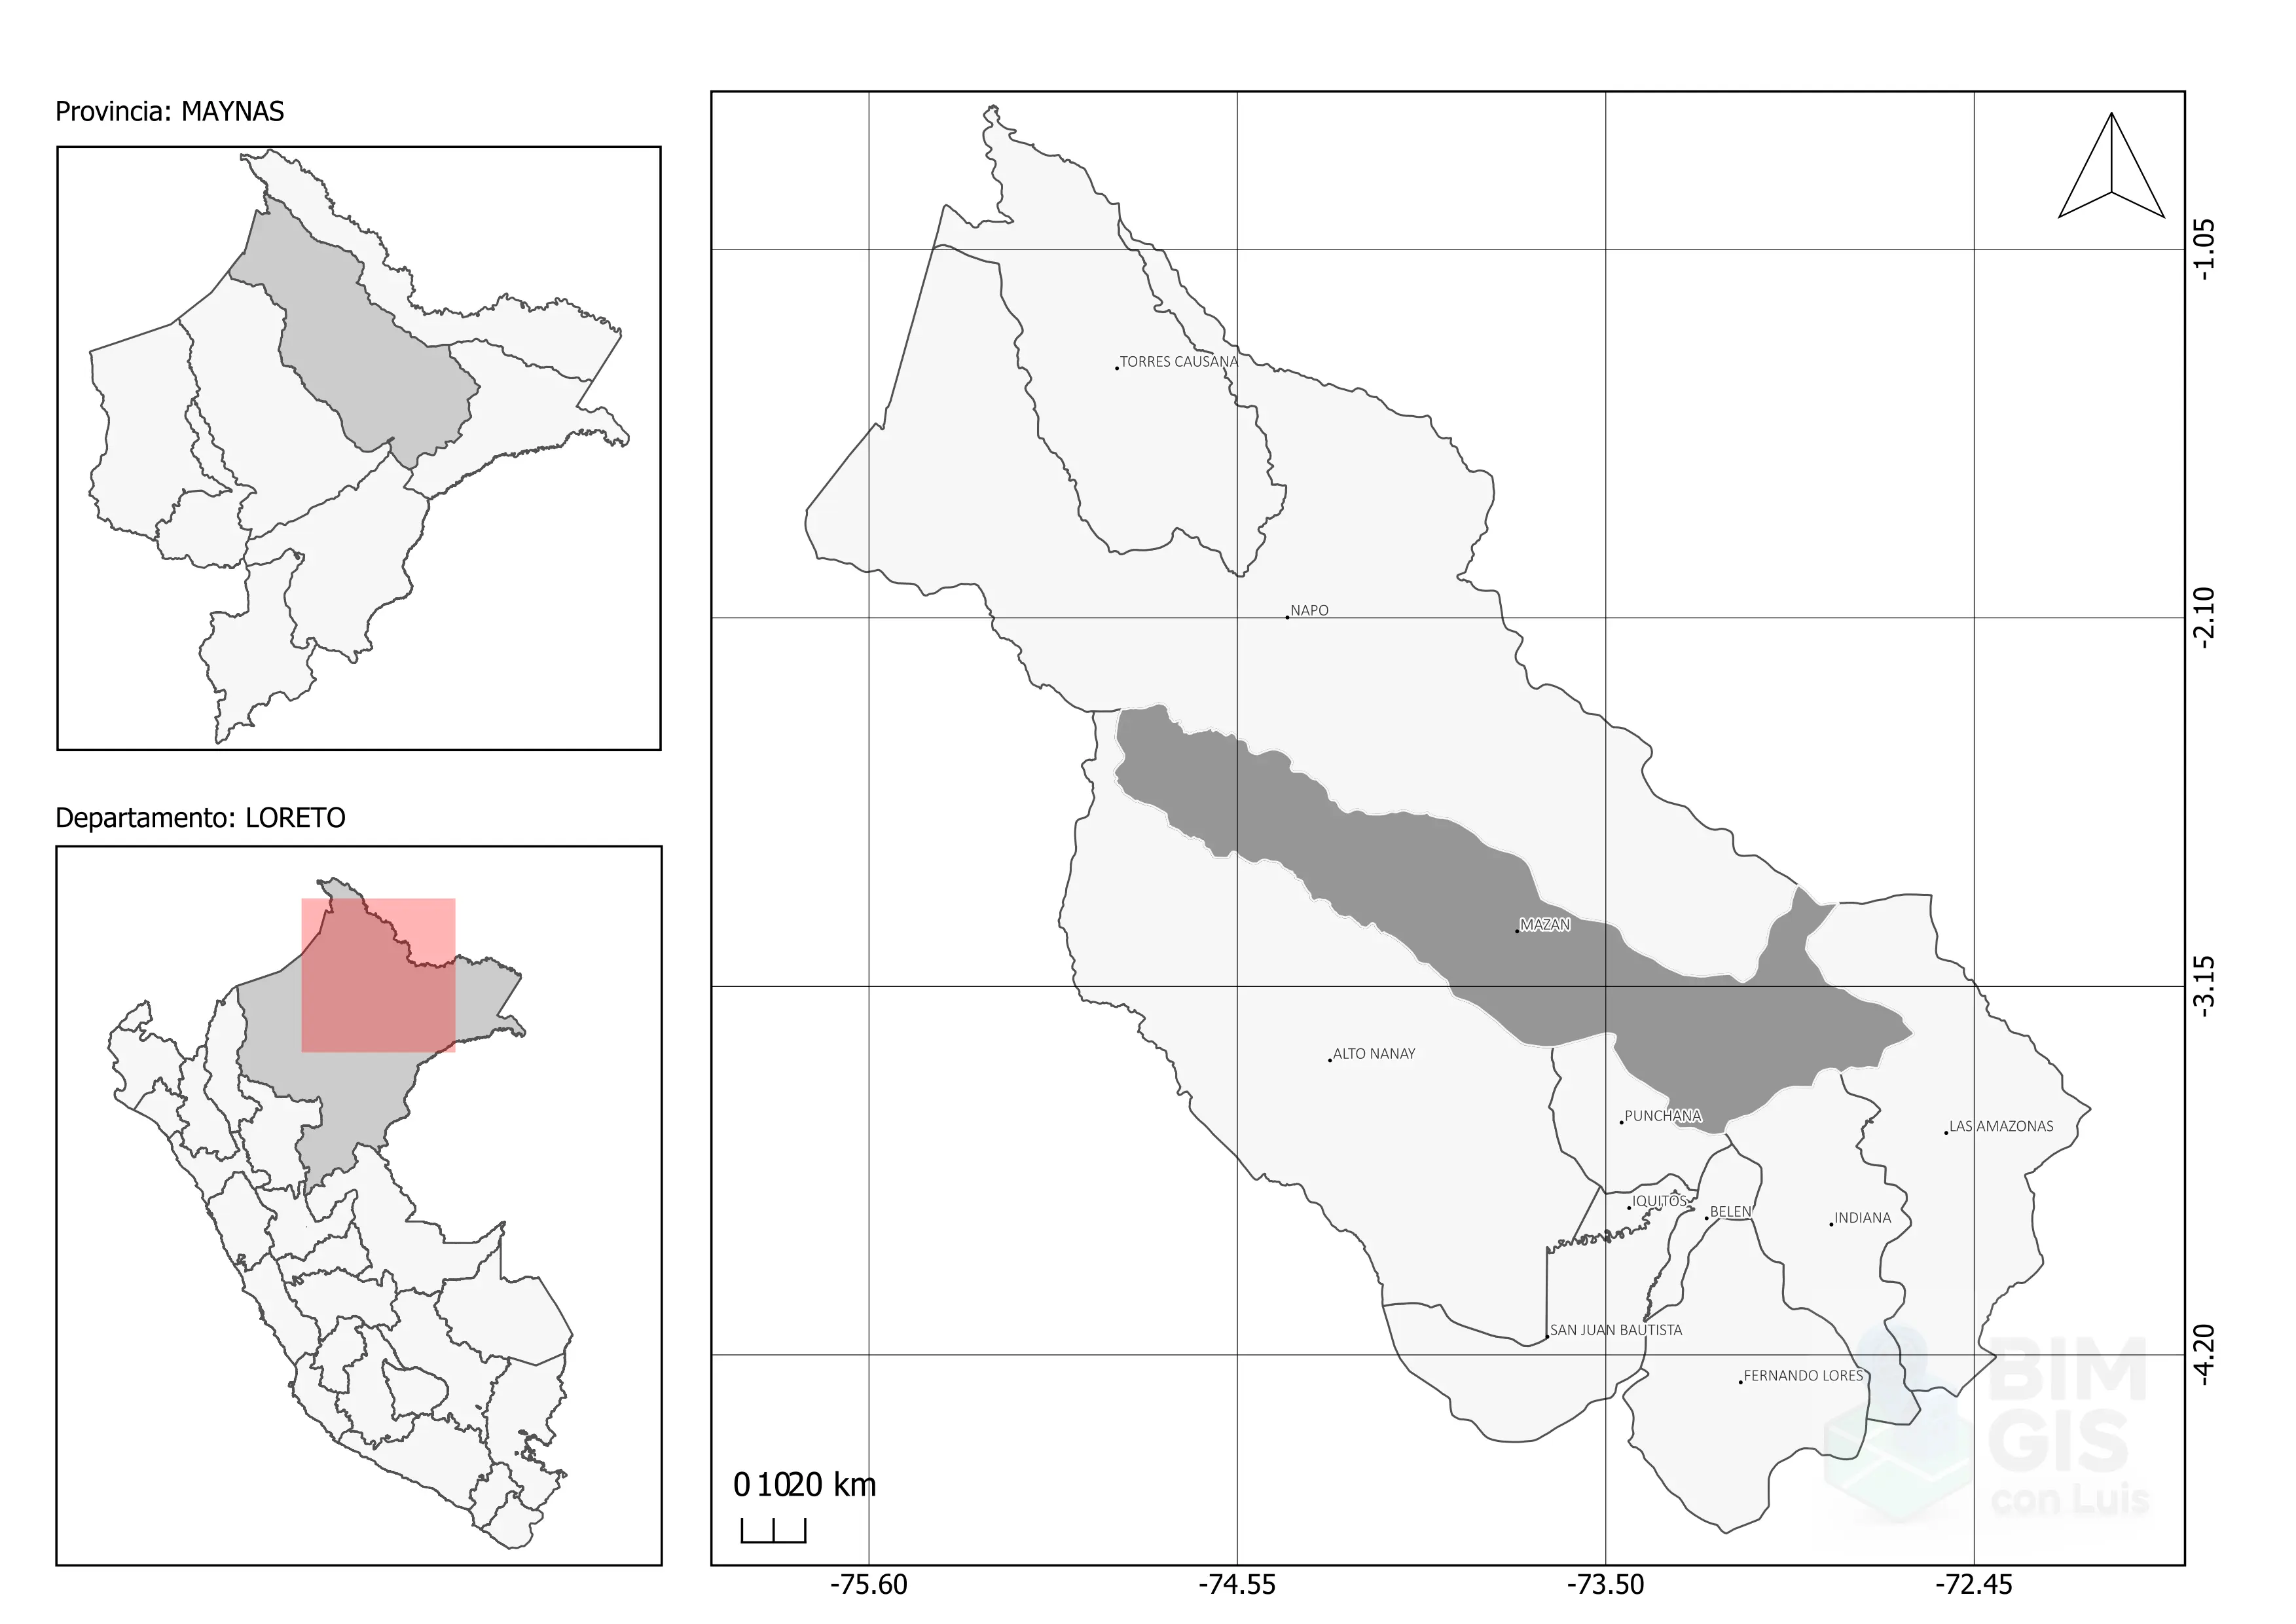 Provincia: MAYNAS
Departamento: LORETO
TORRES CAUSANA
NAPO
MAZAN
ALTO NANAY
PUNCHANA
LAS AMAZONAS
IQUITOS
BELEN
INDIANA
SAN JUAN BAUTISTA
FERNANDO LORES
-1.05
-2.10
-3.15
-4.20
0 10 20 km
-75.60 -74.55 -73.50 -72.45
BIM
GIS
con Luis